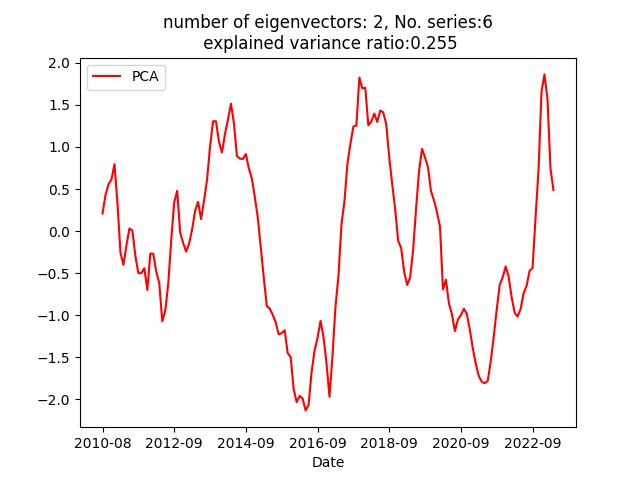 number of eigenvectors: 2, No. series:6
explained variance ratio:0.255
PCA
2.0
1.5
1.0
0.5
0.0
−0.5
−1.0
−1.5
−2.0
2010-08 2012-09 2014-09 2016-09 2018-09 2020-09 2022-09
Date